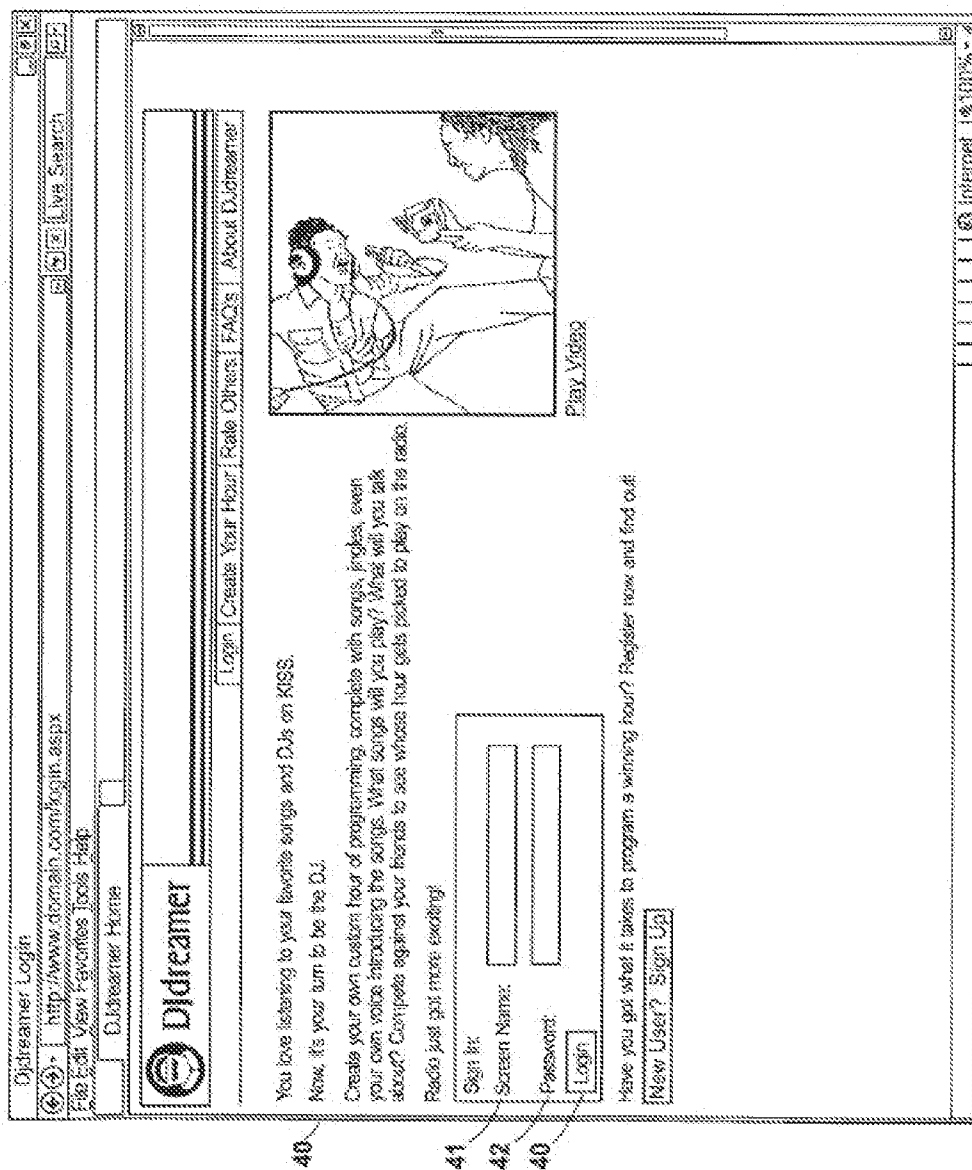 Djdreamer Login
http://www.domain.com/login.aspx
Live Search
File Edit View Favorites Tools Help
DJdreamer Home
DJdreamer
Login | Create Your Hour | Rate Others | FAQ's | About DJdreamer
You love listening to your favorite songs and DJs on KISS.
Now, it's your turn to be the DJ.
Create your own custom hour of programming, complete with songs, jingles, even
your own voice introducing the songs. What songs will you play? What will you talk
about? Compete against your friends to see whose hour gets picked to play on the radio.
Radio just got more exciting!
Play Video
Sign In:
Screen Name:
Password:
Login
Have you got what it takes to program a winning hour? Register now and find out!
New User? Sign Up
Internet
100%
40
41
42
40